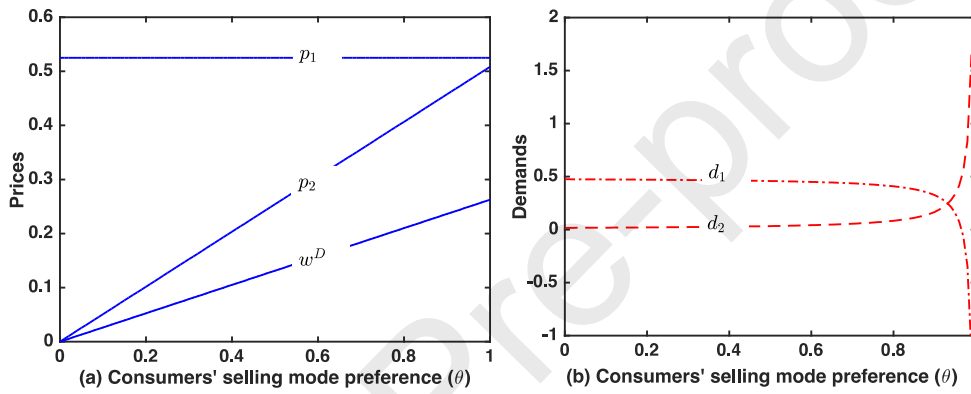 0.6
0.5
0.4
0.3
0.2
0.1
0
Prices
p₁
p₂
wᴰ
0 0.2 0.4 0.6 0.8 1
(a) Consumers' selling mode preference (θ)
2
1.5
1
0.5
0
-0.5
-1
Demands
d₁
d₂
0 0.2 0.4 0.6 0.8
(b) Consumers' selling mode preference (θ)
Pre-proo